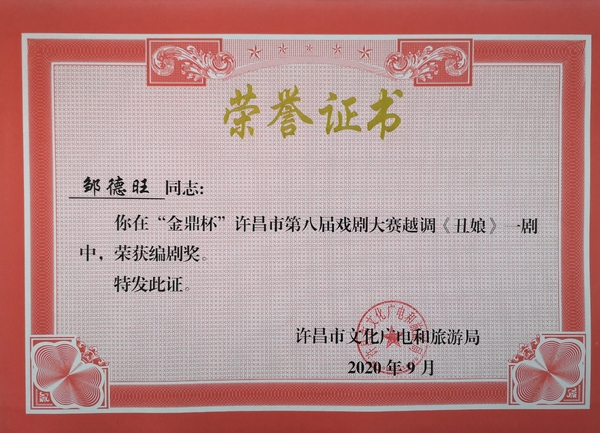 荣誉证书
邹德旺 同志:
你在“金鼎杯”许昌市第八届戏剧大赛越调《丑娘》一剧
中，荣获编剧奖。
特发此证。
许昌市文化广电和旅游局
2020年9月